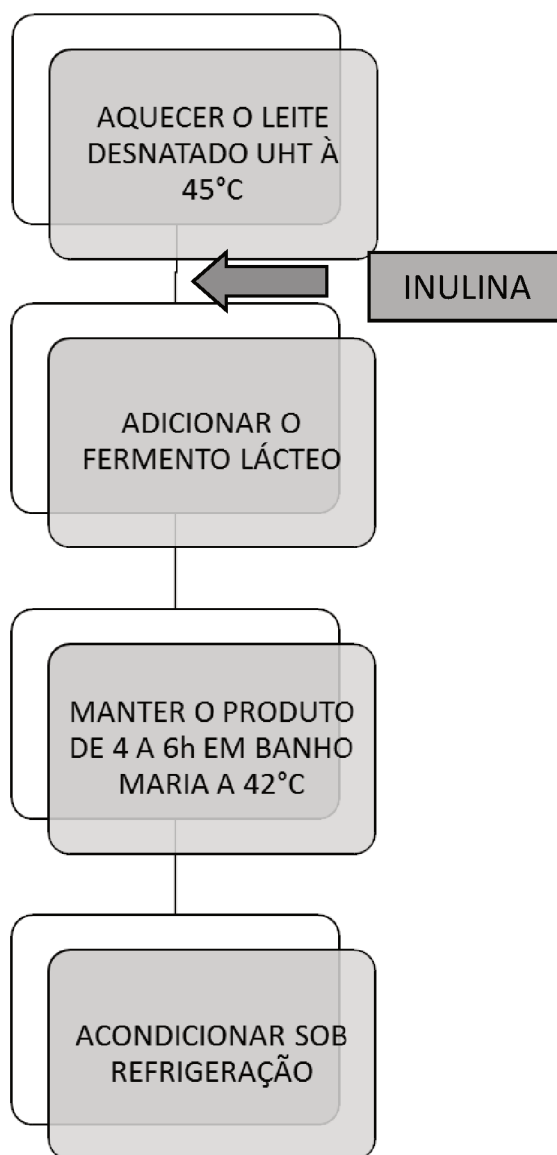 AQUECER O LEITE
DESNATADO UHT À
45°C
INULINA
ADICIONAR O
FERMENTO LÁCTEO
MANTER O PRODUTO
DE 4 A 6h EM BANHO
MARIA A 42°C
ACONDICIONAR SOB
REFRIGERAÇÃO